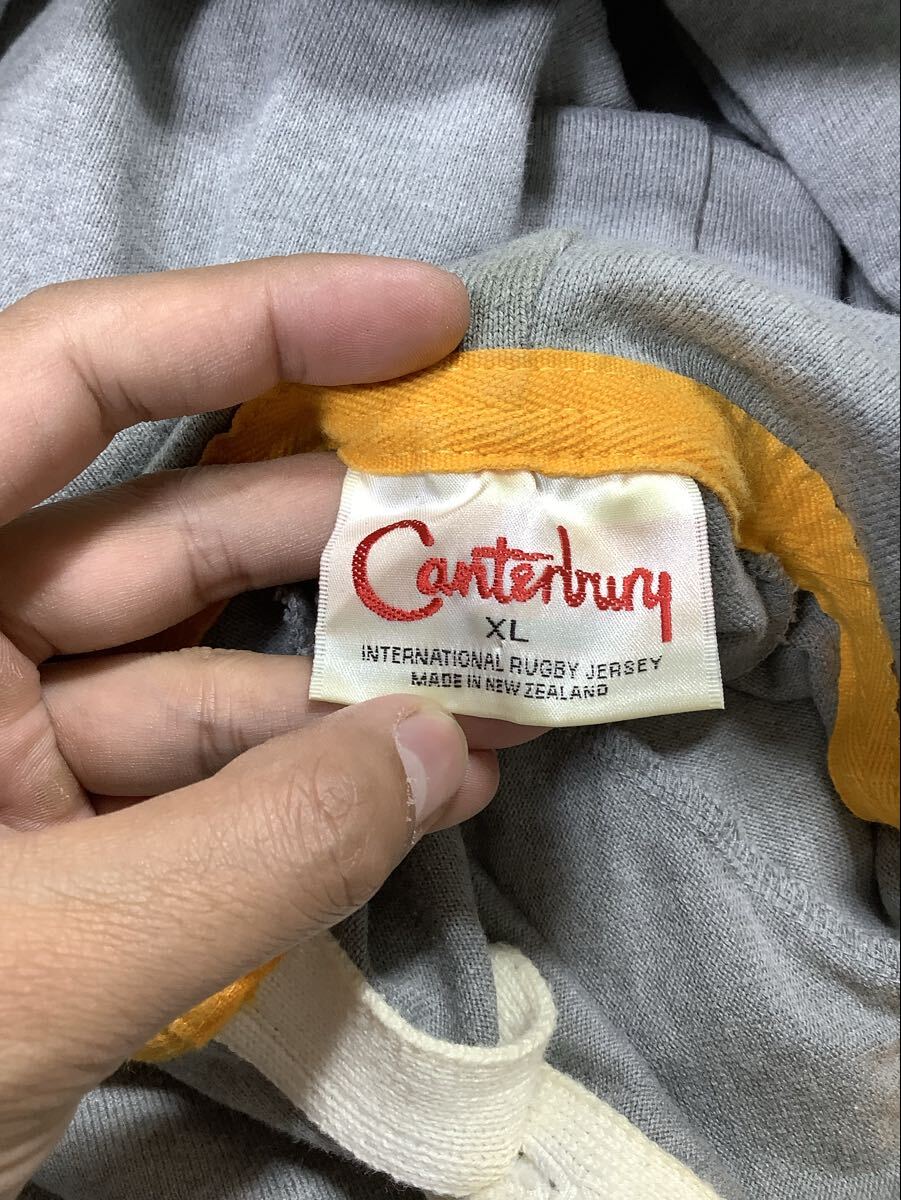 Canterbury
XL
INTERNATIONAL RUGBY JERSEY
MADE IN NEW ZEALAND